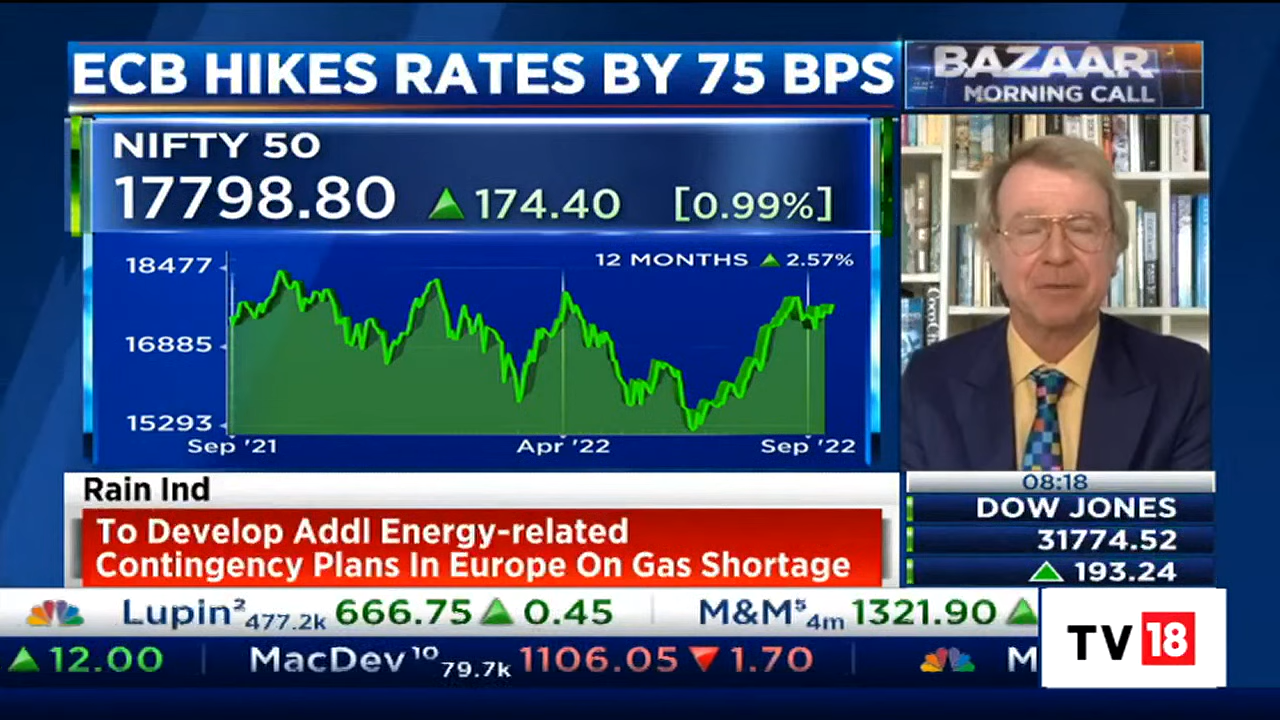 ECB HIKES RATES BY 75 BPS
BAZAAR
MORNING CALL
NIFTY 50
17798.80 ▲ 174.40 [0.99%]
12 MONTHS ▲ 2.57%
18477
16885
15293
Sep '21 Apr '22 Sep '22
08:18
DOW JONES
31774.52
▲ 193.24
Rain Ind
To Develop Addl Energy-related
Contingency Plans In Europe On Gas Shortage
Lupin² 477.2k 666.75 ▲ 0.45 M&M⁵ 4m 1321.90 ▲
▲ 12.00 MacDev¹⁰ 79.7k 1106.05 ▼ 1.70 M
TV18